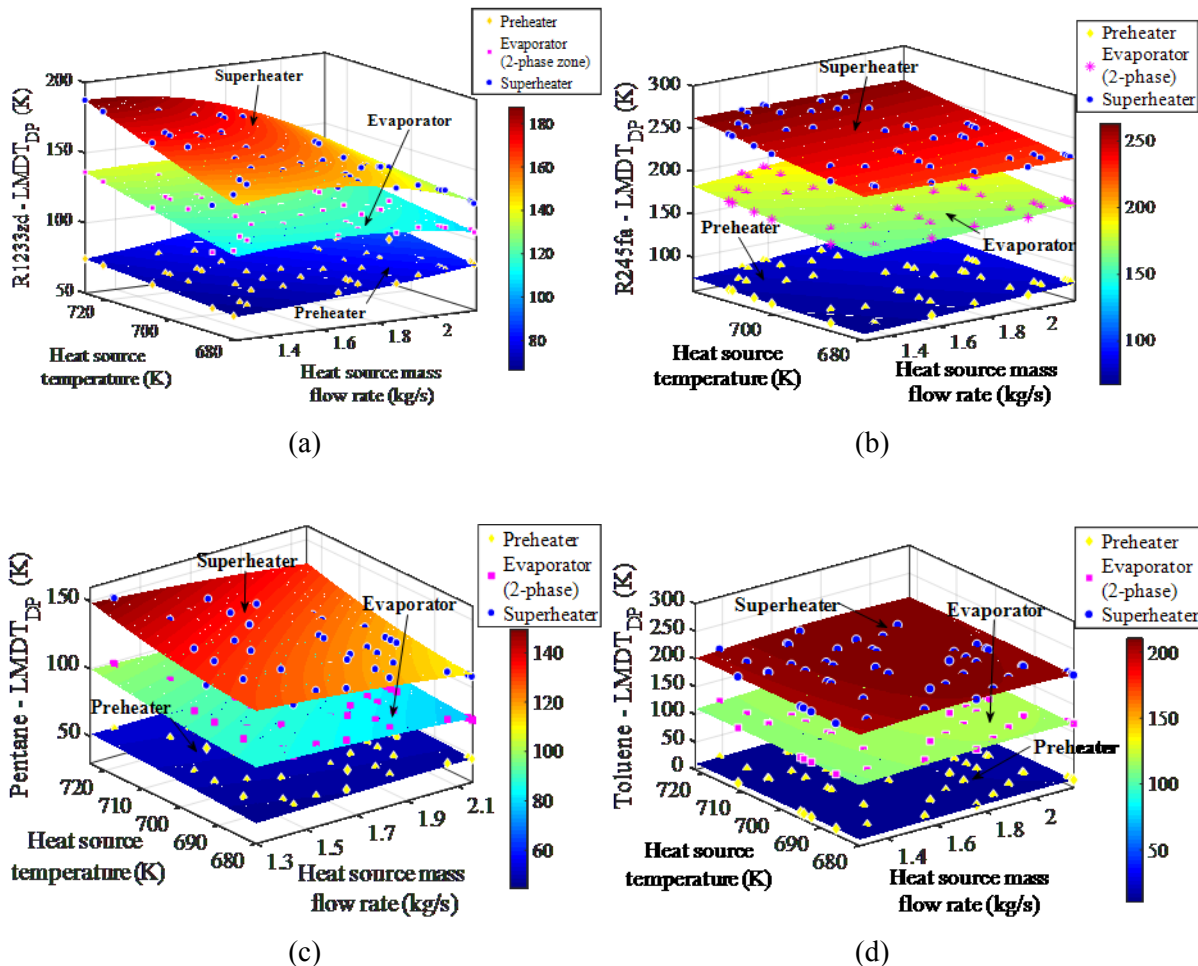 Preheater
Evaporator
(2-phase zone)
Superheater
R1233zd - LMDT_DP (K)
200
150
100
50
Superheater
Evaporator
Preheater
720
700
680
Heat source
temperature (K)
1.4
1.6
1.8
2
Heat source mass
flow rate (kg/s)
180
160
140
120
100
80
(a)
Preheater
Evaporator
(2-phase)
Superheater
R245fa - LMDT_DP (K)
300
250
200
150
100
Superheater
Preheater
Evaporator
700
680
Heat source
temperature (K)
1.4
1.6
1.8
2
Heat source mass
flow rate (kg/s)
250
200
150
100
(b)
Preheater
Evaporator
(2-phase)
Superheater
Pentane - LMDT_DP (K)
150
100
50
Superheater
Evaporator
Preheater
720
710
700
690
680
Heat source
temperature (K)
1.3
1.5
1.7
1.9
2.1
Heat source mass
flow rate (kg/s)
140
120
100
80
60
(c)
Preheater
Evaporator
(2-phase)
Superheater
Toluene - LMDT_DP (K)
300
250
200
150
100
50
0
Superheater
Evaporator
Preheater
720
710
700
690
680
Heat source
temperature (K)
1.4
1.6
1.8
2
Heat source mass
flow rate (kg/s)
200
150
100
50
(d)